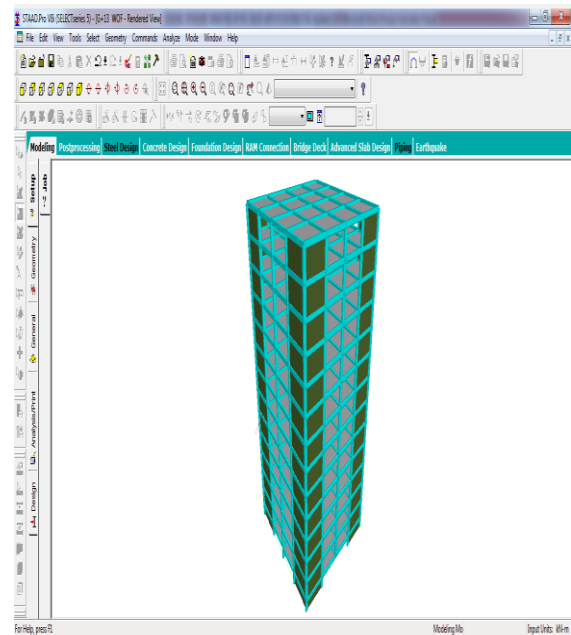 STAAD.Pro V8i (SELECTseries 5) - [G+13 WOF - Rendered View]
File Edit View Tools Select Geometry Commands Analyze Mode Window Help
Modeling Postprocessing Steel Design Concrete Design Foundation Design RAM Connection Bridge Deck Advanced Slab Design Piping Earthquake
Setup
Job
Geometry
General
Analysis/Print
Design
For Help, press F1
Modeling Mo
Input Units: kN-m